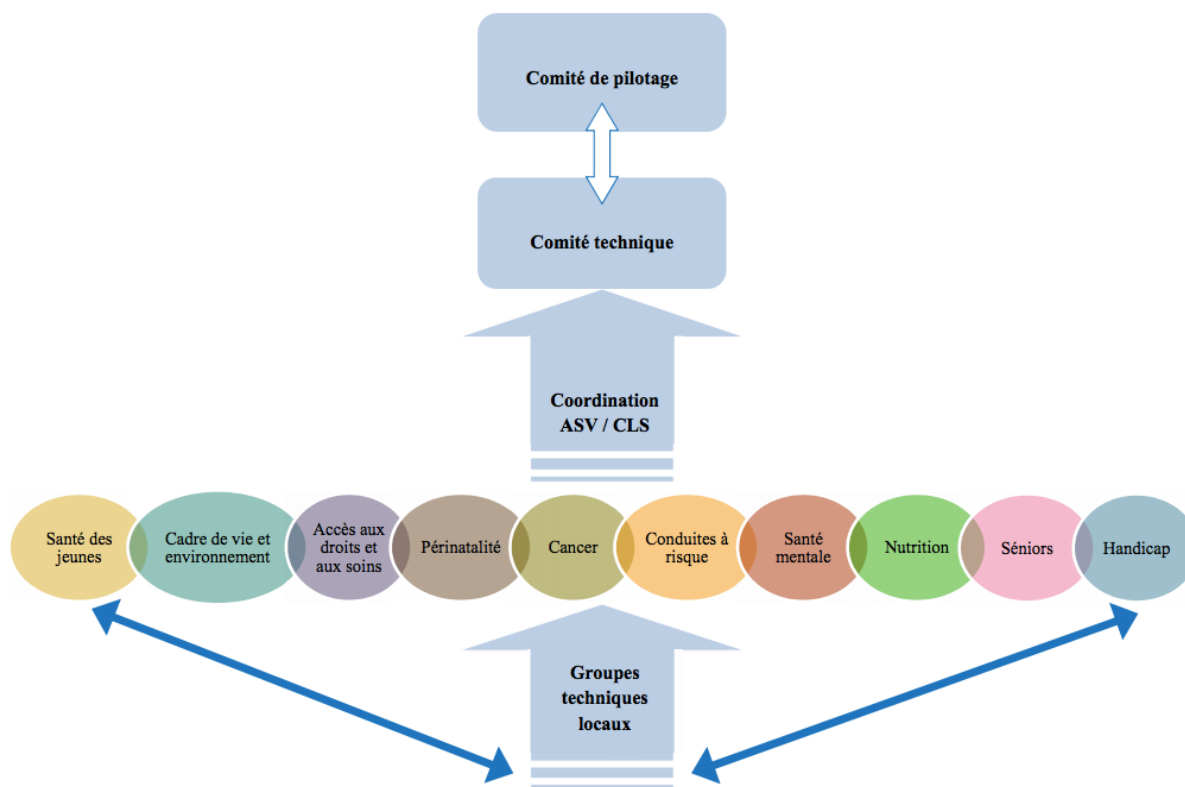 Comité de pilotage
Comité technique
Coordination
ASV / CLS
Santé des
jeunes
Cadre de vie et
environnement
Accès aux
droits et
aux soins
Périnatalité
Cancer
Conduites à
risque
Santé
mentale
Nutrition
Séniors
Handicap
Groupes
techniques
locaux